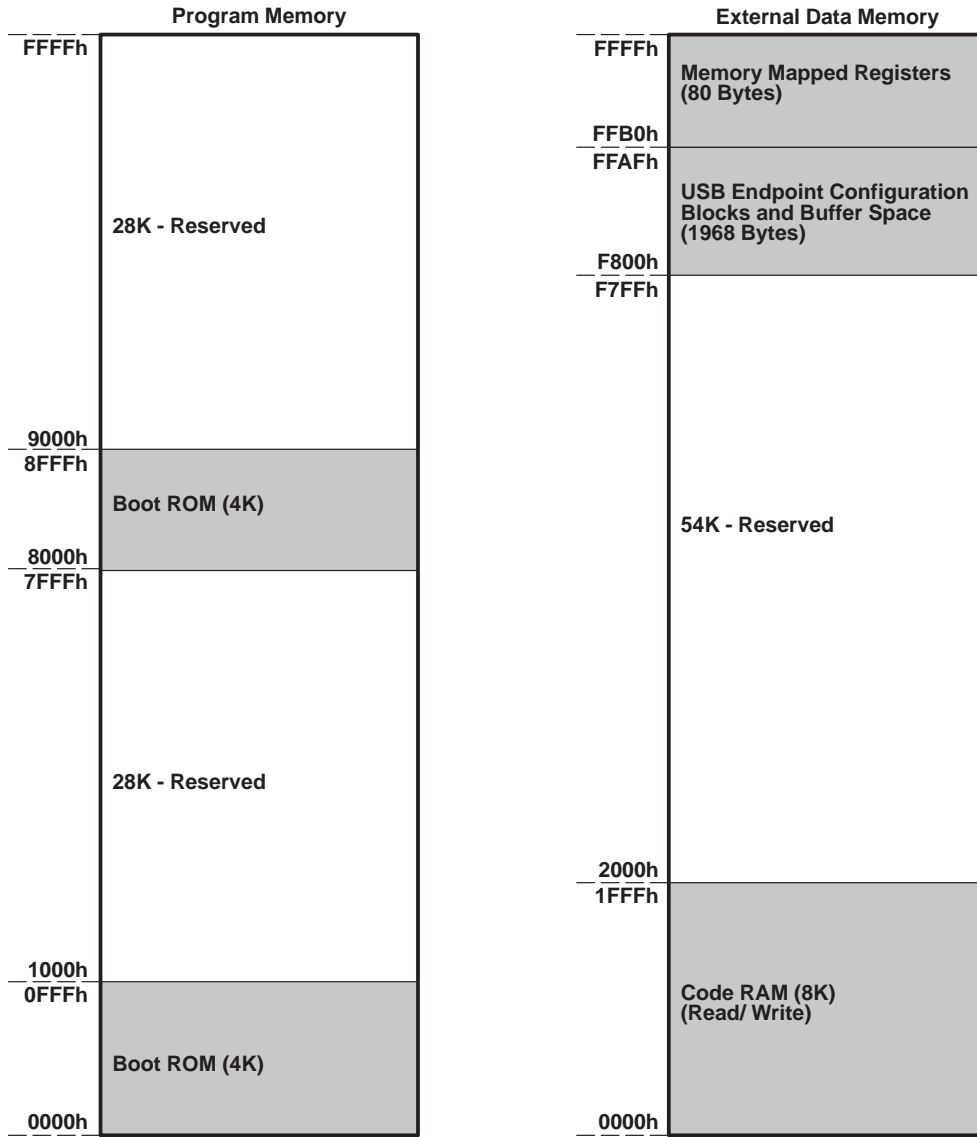 Program Memory
FFFFh
28K - Reserved
9000h
8FFFh
Boot ROM (4K)
8000h
7FFFh
28K - Reserved
1000h
0FFFh
Boot ROM (4K)
0000h
External Data Memory
FFFFh
Memory Mapped Registers
(80 Bytes)
FFB0h
FFAFh
USB Endpoint Configuration
Blocks and Buffer Space
(1968 Bytes)
F800h
F7FFh
54K - Reserved
2000h
1FFFh
Code RAM (8K)
(Read/ Write)
0000h